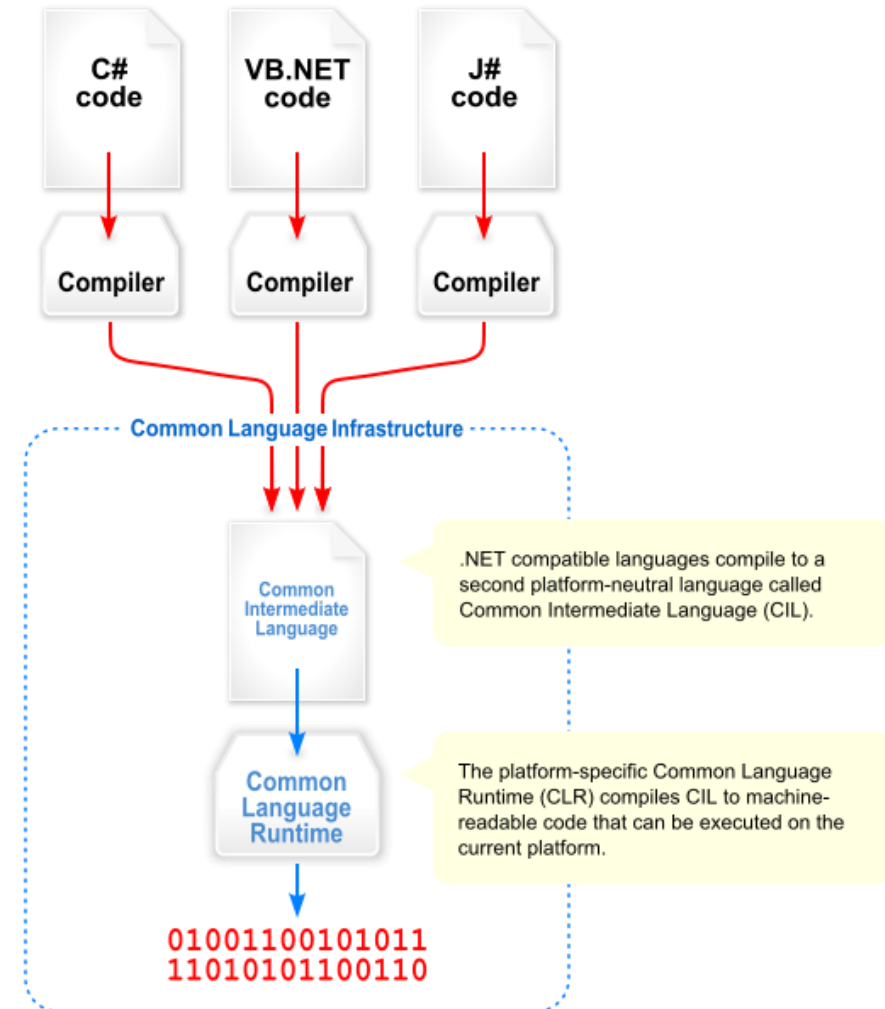 C#
code
VB.NET
code
J#
code
Compiler
Compiler
Compiler
Common Language Infrastructure
Common
Intermediate
Language
.NET compatible languages compile to a
second platform-neutral language called
Common Intermediate Language (CIL).
Common
Language
Runtime
The platform-specific Common Language
Runtime (CLR) compiles CIL to machine-
readable code that can be executed on the
current platform.
01001100101011
11010101100110